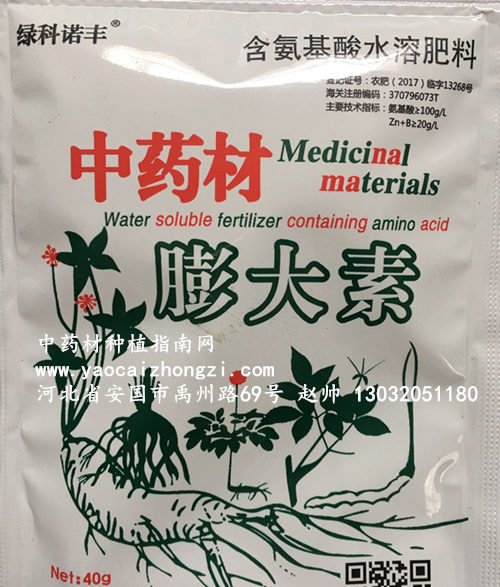 绿科诺丰®
含氨基酸水溶肥料
登记证号：农肥（2017）临字13268号
海关注册编码：370796073T
主要技术指标：氨基酸≥100g/L
Zn+B≥20g/L
中药材 Medicinal
materials
Water soluble fertilizer containing amino acid
膨大素
中药材种植指南网
www.yaocaizhongzi.com
河北省安国市禹州路69号 赵帅 13032051180
Net:40g